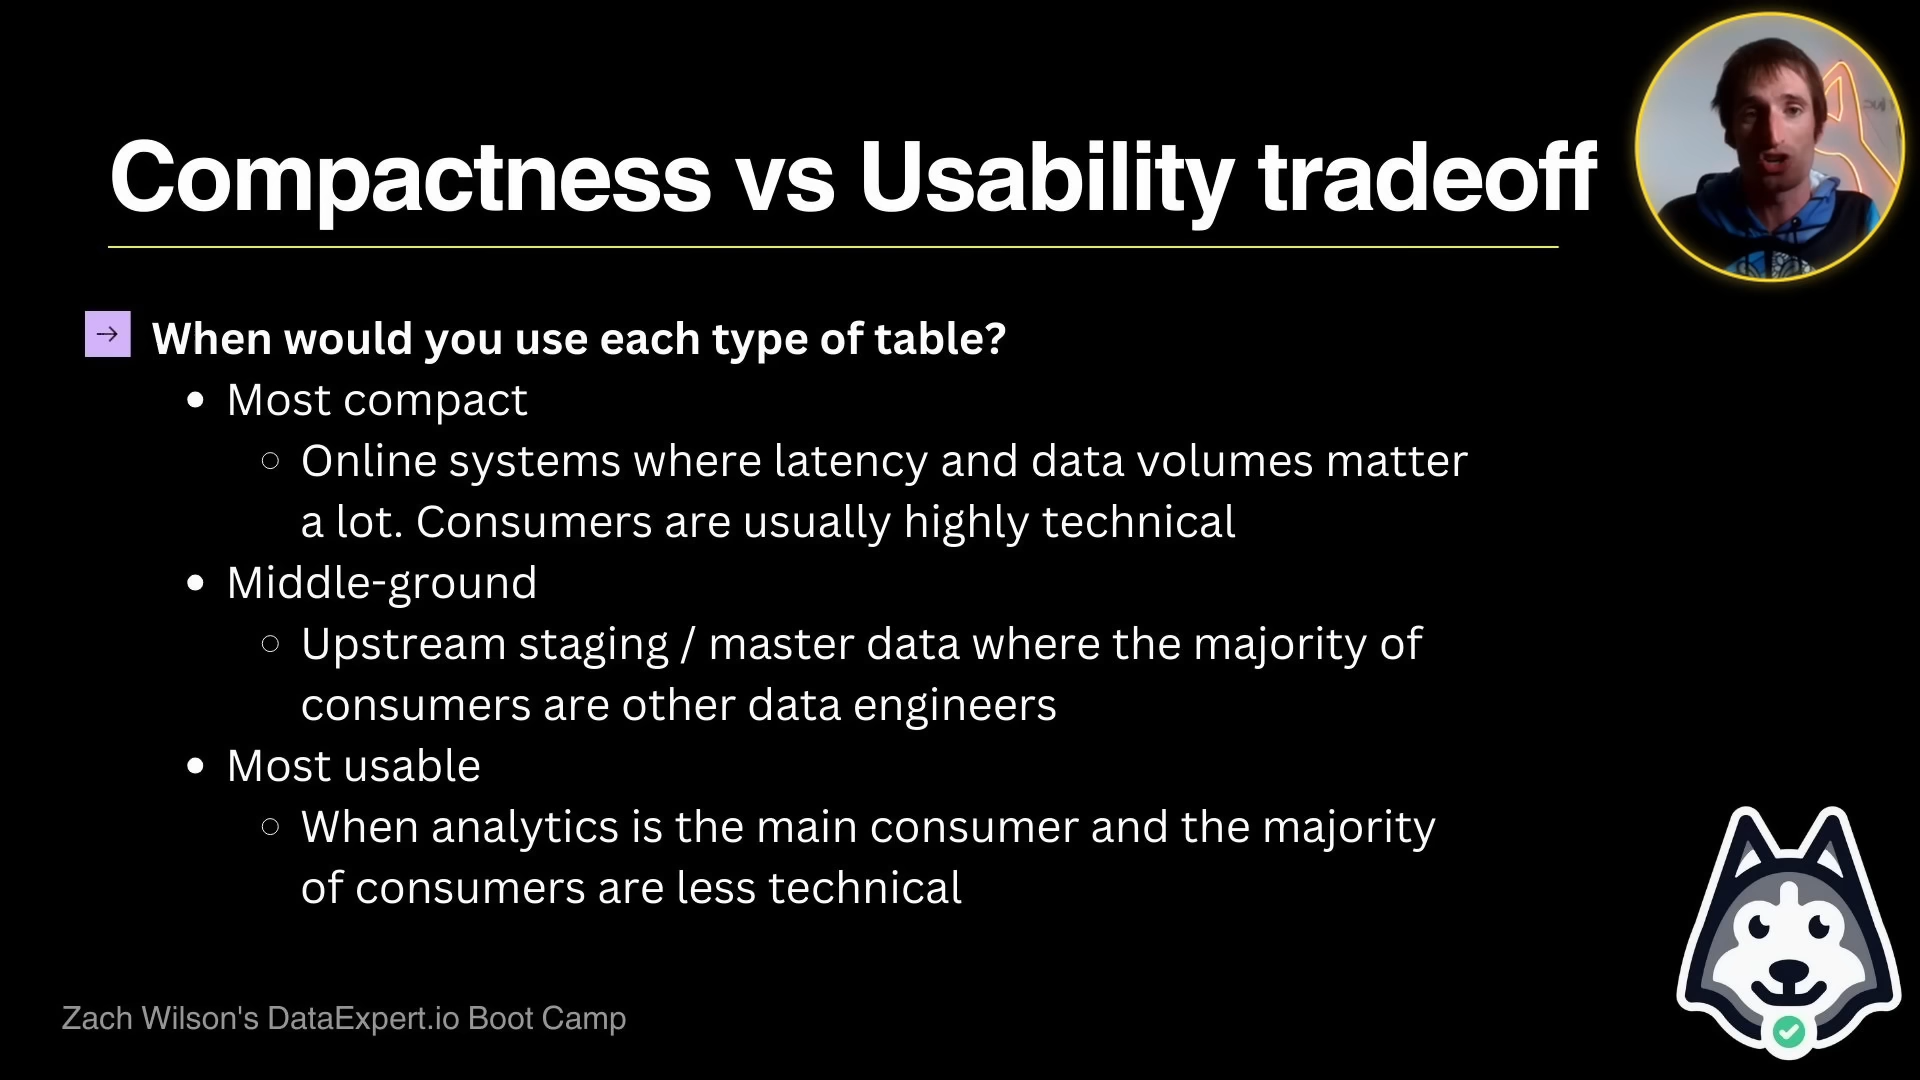 Compactness vs Usability tradeoff
When would you use each type of table?
Most compact
Online systems where latency and data volumes matter
a lot. Consumers are usually highly technical
Middle-ground
Upstream staging / master data where the majority of
consumers are other data engineers
Most usable
When analytics is the main consumer and the majority
of consumers are less technical
Zach Wilson's DataExpert.io Boot Camp